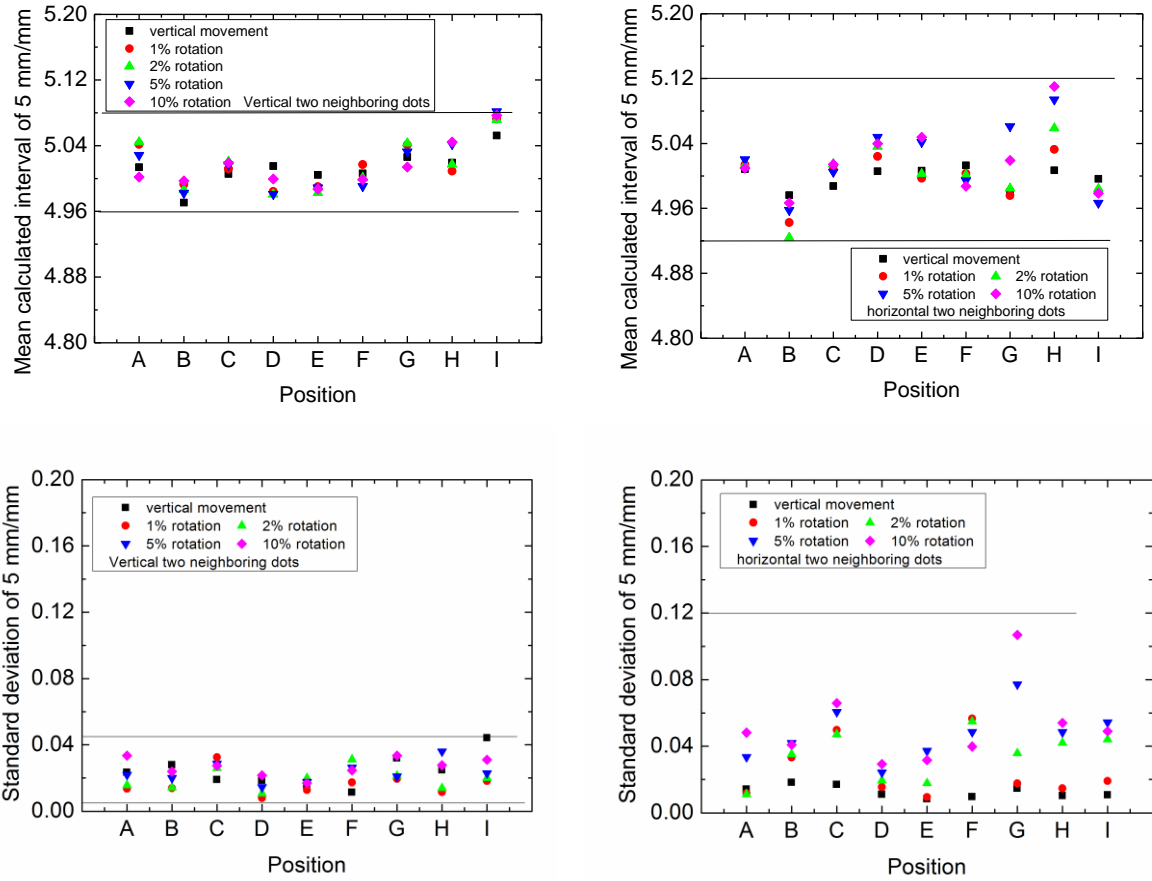 Mean calculated interval of 5 mm/mm
5.20
5.12
5.04
4.96
4.88
4.80
vertical movement
1% rotation
2% rotation
5% rotation
10% rotation Vertical two neighboring dots
A B C D E F G H I
Position
Mean calculated interval of 5 mm/mm
5.20
5.12
5.04
4.96
4.88
4.80
vertical movement
1% rotation 2% rotation
5% rotation 10% rotation
horizontal two neighboring dots
A B C D E F G H I
Position
Standard deviation of 5 mm/mm
0.20
0.16
0.12
0.08
0.04
0.00
vertical movement
1% rotation 2% rotation
5% rotation 10% rotation
Vertical two neighboring dots
A B C D E F G H I
Position
Standard deviation of 5 mm/mm
0.20
0.16
0.12
0.08
0.04
0.00
vertical movement
1% rotation 2% rotation
5% rotation 10% rotation
horizontal two neighboring dots
A B C D E F G H I
Position